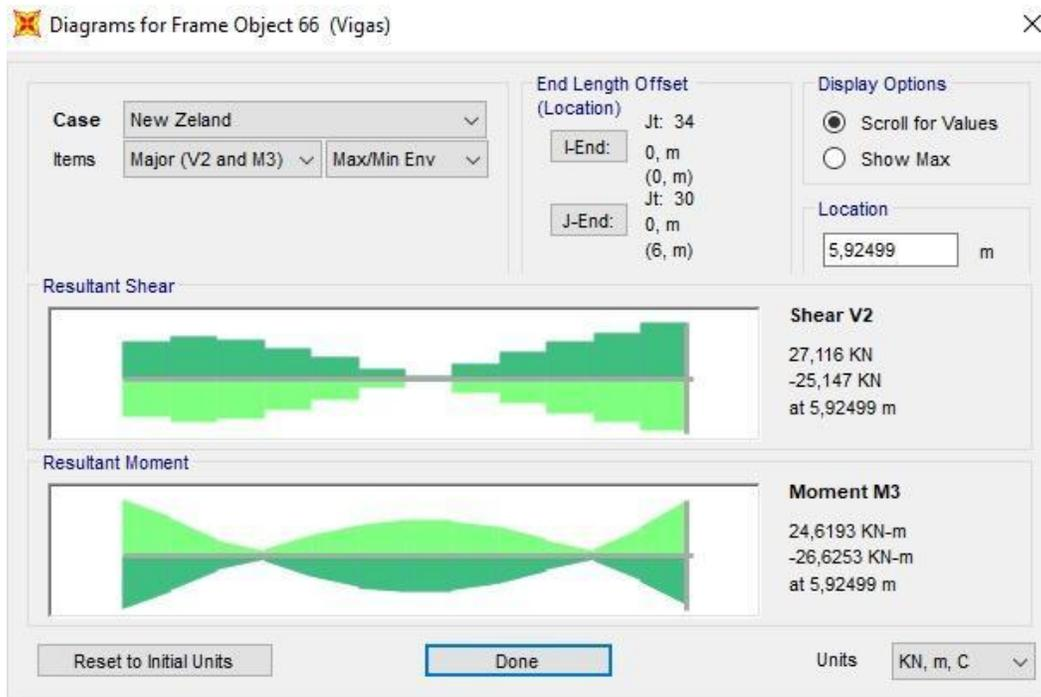 Diagrams for Frame Object 66 (Vigas)
Case New Zeland
Items Major (V2 and M3) Max/Min Env
End Length Offset
(Location)
I-End:
Jt: 34
0, m
(0, m)
J-End:
Jt: 30
0, m
(6, m)
Display Options
Scroll for Values
Show Max
Location
5,92499 m
Resultant Shear
Shear V2
27,116 KN
-25,147 KN
at 5,92499 m
Resultant Moment
Moment M3
24,6193 KN-m
-26,6253 KN-m
at 5,92499 m
Reset to Initial Units
Done
Units KN, m, C